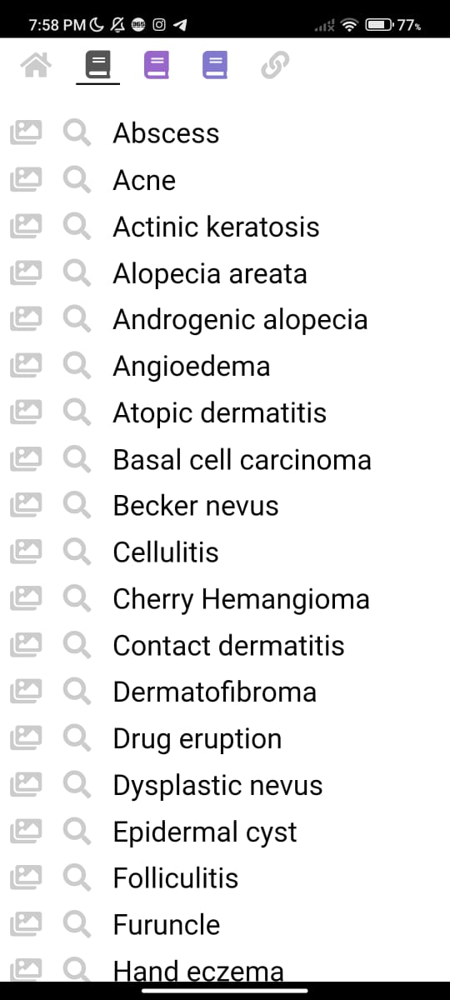 7:58 PM 365 77%
Abscess
Acne
Actinic keratosis
Alopecia areata
Androgenic alopecia
Angioedema
Atopic dermatitis
Basal cell carcinoma
Becker nevus
Cellulitis
Cherry Hemangioma
Contact dermatitis
Dermatofibroma
Drug eruption
Dysplastic nevus
Epidermal cyst
Folliculitis
Furuncle
Hand eczema